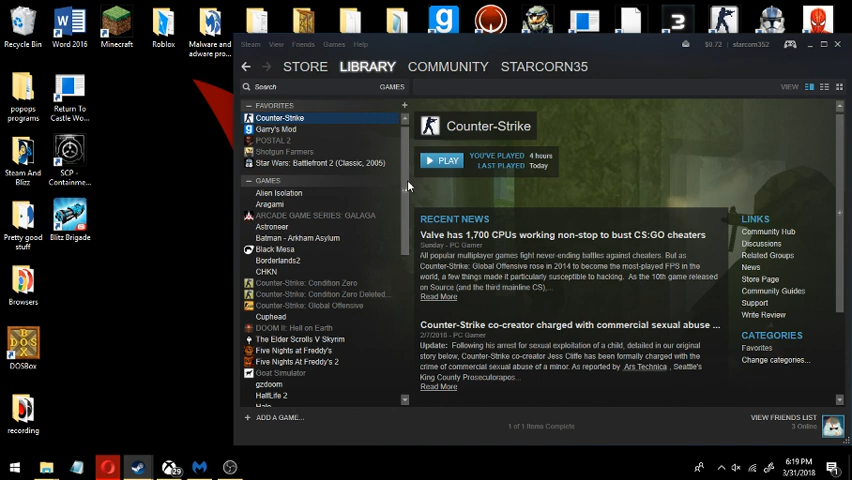 Recycle Bin
Word 2016
Minecraft
Roblox
Malware and
adware pro...
popops
programs
Return To
Castle Wo...
Steam And
Blizz
SCP -
Containme...
Pretty good
stuff
Blitz Brigade
Browsers
DOSBox
recording
Steam View Friends Games Help
$0.72 starcom352
STORE LIBRARY COMMUNITY STARCORN35
Search GAMES
VIEW
FAVORITES
Counter-Strike
Garry's Mod
POSTAL 2
Shotgun Farmers
Star Wars: Battlefront 2 (Classic, 2005)
GAMES
Alien Isolation
Aragami
ARCADE GAME SERIES: GALAGA
Astroneer
Batman - Arkham Asylum
Black Mesa
Borderlands2
CHKN
Counter-Strike: Condition Zero
Counter-Strike: Condition Zero Deleted...
Counter-Strike: Global Offensive
Cuphead
DOOM II: Hell on Earth
The Elder Scrolls V Skyrim
Five Nights at Freddy's
Five Nights At Freddy's 2
Goat Simulator
gzdoom
HalfLife 2
Halo
ADD A GAME...
Counter-Strike
PLAY
YOU'VE PLAYED 4 hours
LAST PLAYED Today
RECENT NEWS
Valve has 1,700 CPUs working non-stop to bust CS:GO cheaters
Sunday - PC Gamer
All popular multiplayer games fight never-ending battles against cheaters. But as
Counter-Strike: Global Offensive rose in 2014 to become the most-played FPS in the
world, a few things made it particularly susceptible to hacking. As the 10th game released
on Source (and the third mainline CS),...
Read More
Counter-Strike co-creator charged with commercial sexual abuse ...
2/7/2018 - PC Gamer
Update: Following his arrest for sexual exploitation of a child, detailed in our original
story below, Counter-Strike co-creator Jess Cliffe has been formally charged with the
crime of commercial sexual abuse of a minor. As reported by Ars Technica, Seattle's
King County Proseculorapos...
Read More
LINKS
Community Hub
Discussions
Related Groups
News
Store Page
Community Guides
Support
Write Review
CATEGORIES
Favorites
Change categories...
1 of 1 Items Complete
VIEW FRIENDS LIST
3 Online
29
6:19 PM
3/31/2018
1